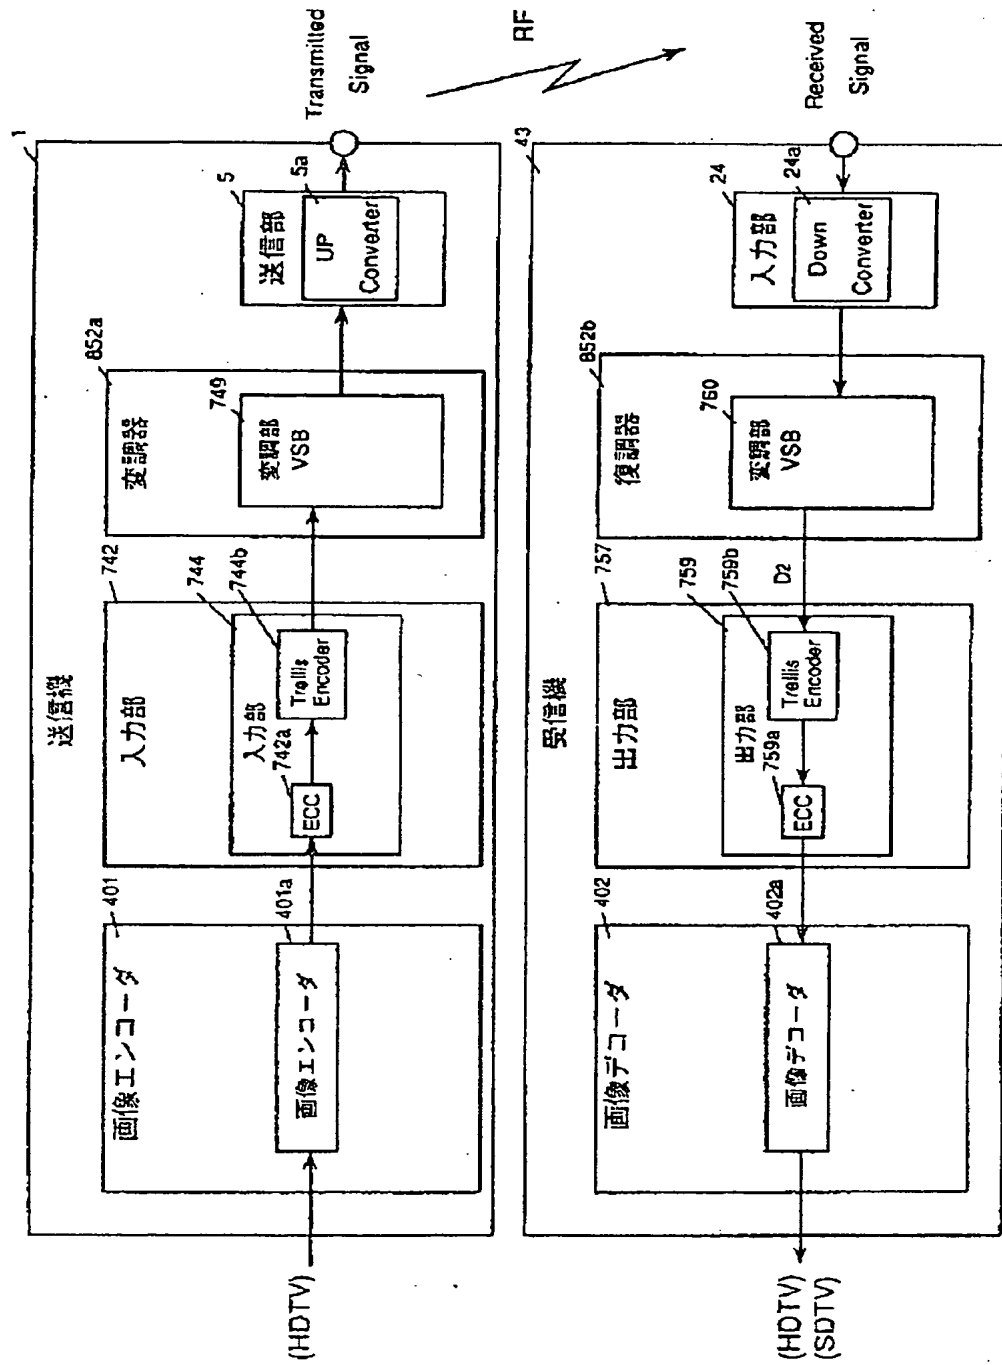 1
送信機
(HDTV)
401
画像エンコーダ
401a
画像エンコーダ
742
入力部
744
入力部
742a
ECC
744b
Trellis
Encoder
852a
変調器
749
変調部
VSB
5
送信部
5a
UP
Converter
Transmitted
Signal
RF
43
受信機
(HDTV)
(SDTV)
402
画像デコーダ
402a
画像デコーダ
757
出力部
759
出力部
759a
ECC
759b
Trellis
Encoder
D2
852b
復調器
760
変調部
VSB
24
入力部
24a
Down
Converter
Received
Signal